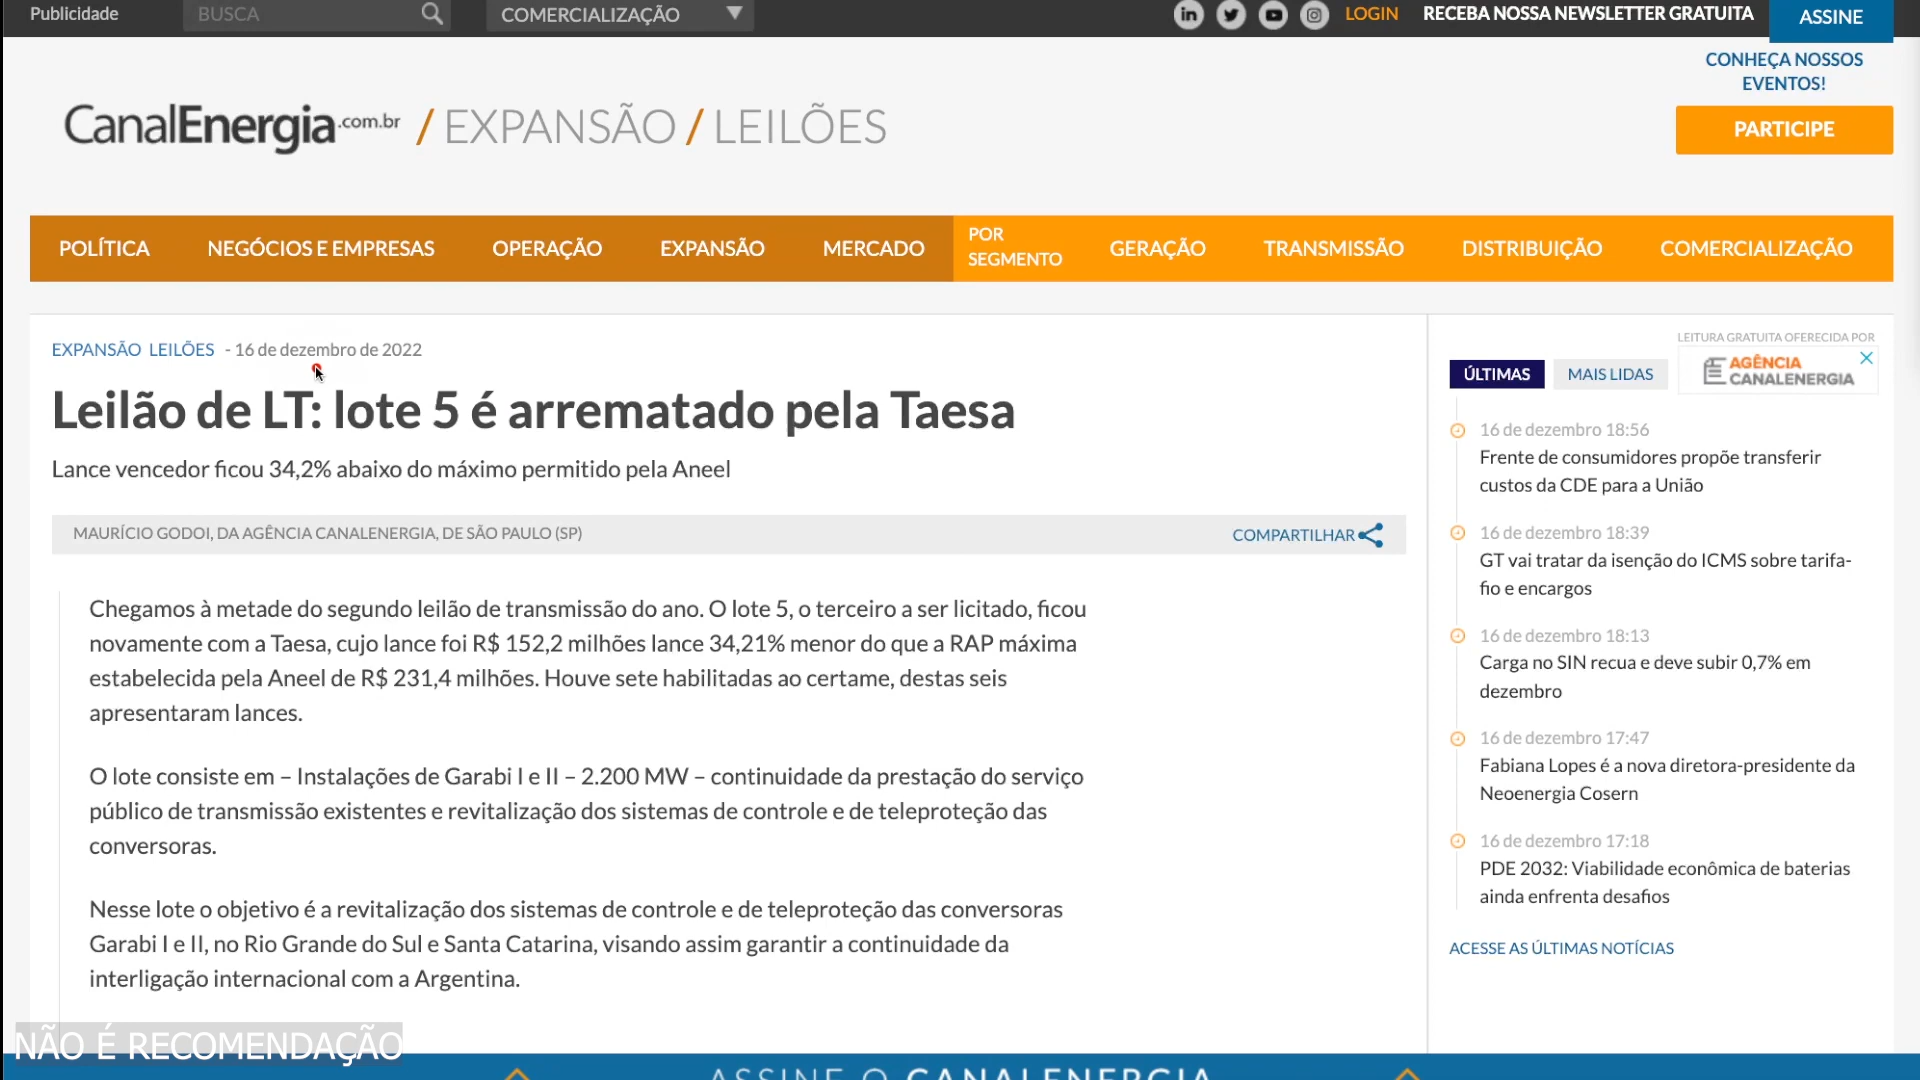 Publicidade
BUSCA
COMERCIALIZAÇÃO
LOGIN
RECEBA NOSSA NEWSLETTER GRATUITA
ASSINE
CONHEÇA NOSSOS
EVENTOS!
PARTICIPE
CanalEnergia.com.br / EXPANSÃO / LEILÕES
POLÍTICA
NEGÓCIOS E EMPRESAS
OPERAÇÃO
EXPANSÃO
MERCADO
POR
SEGMENTO
GERAÇÃO
TRANSMISSÃO
DISTRIBUIÇÃO
COMERCIALIZAÇÃO
EXPANSÃO LEILÕES - 16 de dezembro de 2022
Leilão de LT: lote 5 é arrematado pela Taesa
Lance vencedor ficou 34,2% abaixo do máximo permitido pela Aneel
MAURÍCIO GODOI, DA AGÊNCIA CANALENERGIA, DE SÃO PAULO (SP)
COMPARTILHAR
Chegamos à metade do segundo leilão de transmissão do ano. O lote 5, o terceiro a ser licitado, ficou
novamente com a Taesa, cujo lance foi R$ 152,2 milhões lance 34,21% menor do que a RAP máxima
estabelecida pela Aneel de R$ 231,4 milhões. Houve sete habilitadas ao certame, destas seis
apresentaram lances.
O lote consiste em – Instalações de Garabi I e II – 2.200 MW – continuidade da prestação do serviço
público de transmissão existentes e revitalização dos sistemas de controle e de teleproteção das
conversoras.
Nesse lote o objetivo é a revitalização dos sistemas de controle e de teleproteção das conversoras
Garabi I e II, no Rio Grande do Sul e Santa Catarina, visando assim garantir a continuidade da
interligação internacional com a Argentina.
LEITURA GRATUITA OFERECIDA POR
AGÊNCIA
CANALENERGIA
ÚLTIMAS
MAIS LIDAS
16 de dezembro 18:56
Frente de consumidores propõe transferir
custos da CDE para a União
16 de dezembro 18:39
GT vai tratar da isenção do ICMS sobre tarifa-
fio e encargos
16 de dezembro 18:13
Carga no SIN recua e deve subir 0,7% em
dezembro
16 de dezembro 17:47
Fabiana Lopes é a nova diretora-presidente da
Neoenergia Cosern
16 de dezembro 17:18
PDE 2032: Viabilidade econômica de baterias
ainda enfrenta desafios
ACESSE AS ÚLTIMAS NOTÍCIAS
NÃO É RECOMENDAÇÃO
ASSINE O CANALENERGIA